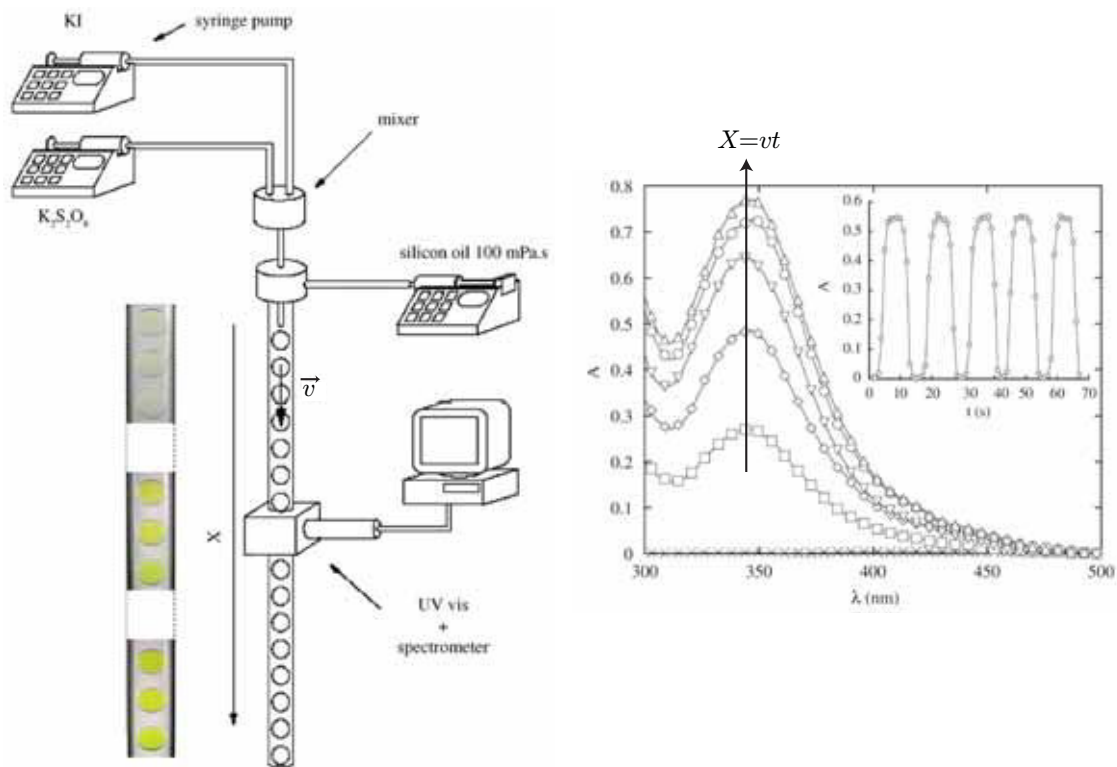 KI
syringe pump
mixer
K2S2O8
silicon oil 100 mPa.s
v
X
UV vis
+
spectrometer
X=vt
0.8
0.7
0.6
0.5
0.4
0.3
0.2
0.1
0
A
300
350
400
450
500
λ (nm)
0.6
0.5
0.4
0.3
0.2
0.1
0
A
0
10
20
30
40
50
60
70
t (s)